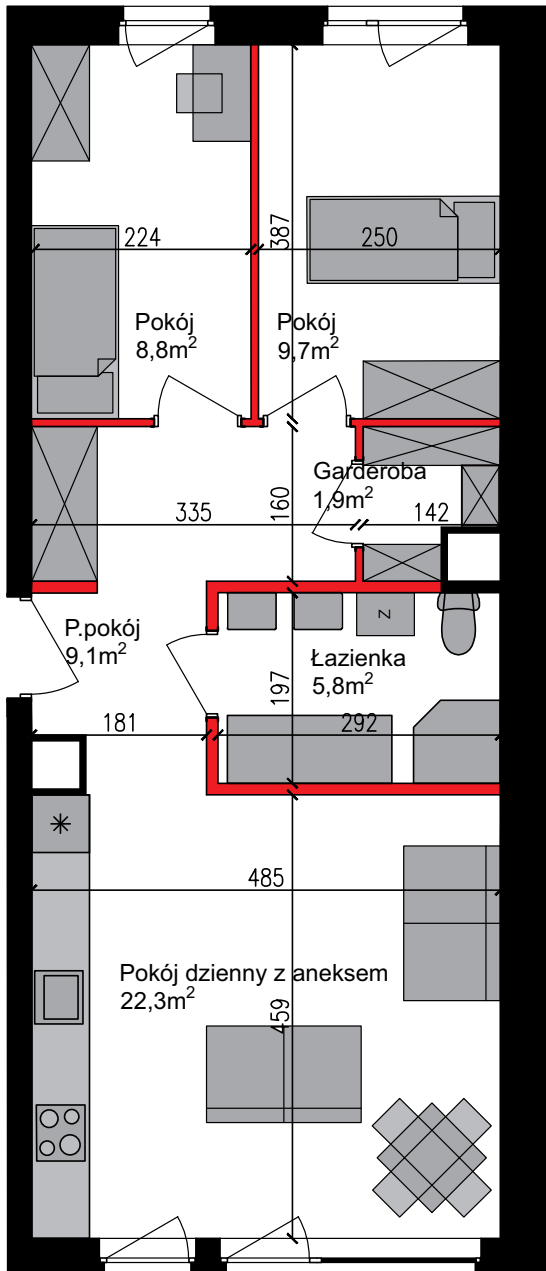 224
387
250
Pokój
8,8m²
Pokój
9,7m²
Garderoba
1,9m²
335
160
142
P.pokój
9,1m²
Łazienka
5,8m²
Z
197
181
292
485
Pokój dzienny z aneksem
22,3m²
459